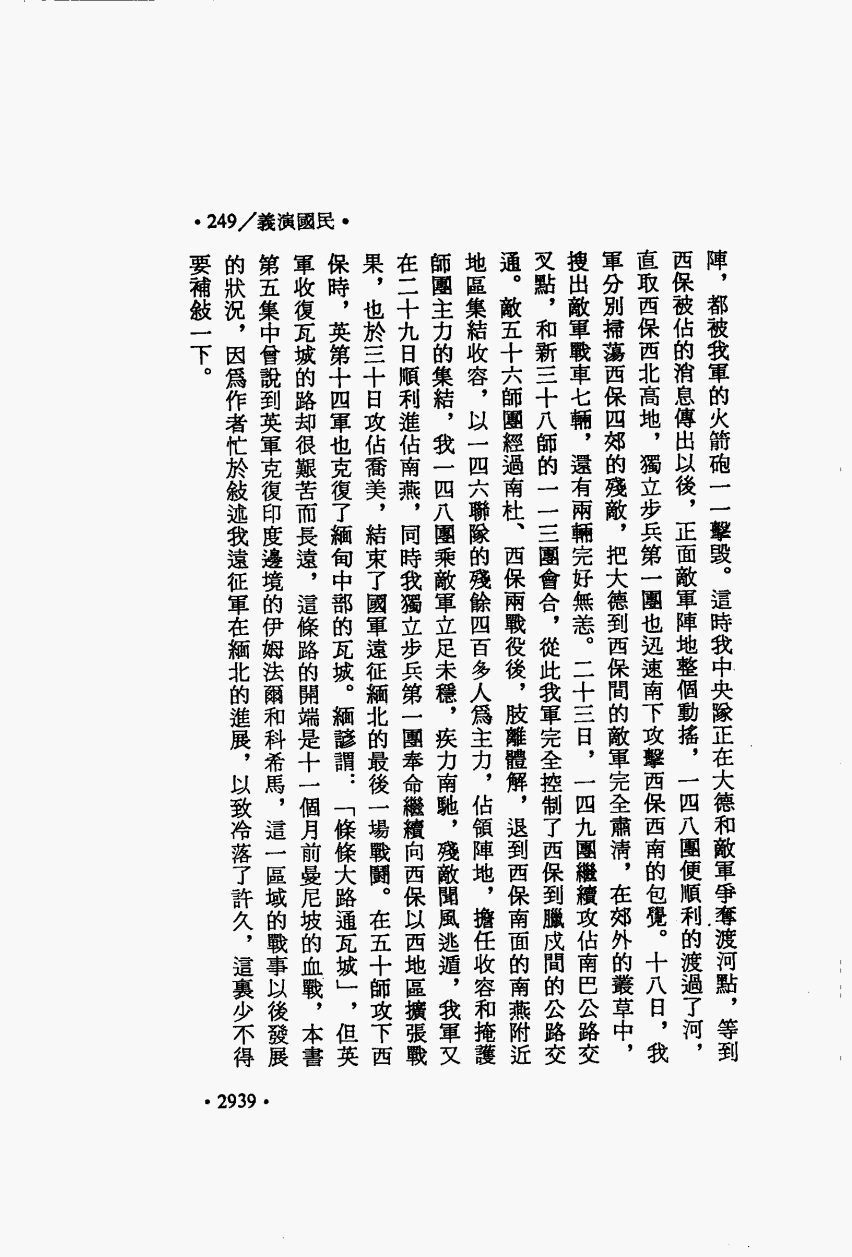 •249／義演國民•
陣，都被我軍的火箭砲一一擊毀。這時我中央隊正在大德和敵軍爭奪渡河點，等到
西保被佔的消息傳出以後，正面敵軍陣地整個動搖，一四八團便順利的渡過了河，
直取西保西北高地，獨立步兵第一團也迅速南下攻擊西保西南的包覺。十八日，我
軍分別掃蕩西保四郊的殘敵，把大德到西保間的敵軍完全肅清，在郊外的叢草中，
搜出敵軍戰車七輛，還有兩輛完好無恙。二十三日，一四九團繼續攻佔南巴公路交
叉點，和新三十八師的一一三團會合，從此我軍完全控制了西保到臘戍間的公路交
通。敵五十六師團經過南杜、西保兩戰役後，肢離體解，退到西保南面的南燕附近
地區集結收容，以一四六聯隊的殘餘四百多人爲主力，佔領陣地，擔任收容和掩護
師團主力的集結，我一四八團乘敵軍立足未穩，疾力南馳，殘敵聞風逃遁，我軍又
在二十九日順利進佔南燕，同時我獨立步兵第一團奉命繼續向西保以西地區擴張戰
果，也於三十日攻佔喬美，結束了國軍遠征緬北的最後一場戰鬪。在五十師攻下西
保時，英第十四軍也克復了緬甸中部的瓦城。緬諺謂：「條條大路通瓦城」，但英
軍收復瓦城的路却很艱苦而長遠，這條路的開端是十一個月前曼尼坡的血戰，本書
第五集中曾說到英軍克復印度邊境的伊姆法爾和科希馬，這一區域的戰事以後發展
的狀況，因爲作者忙於敍述我遠征軍在緬北的進展，以致冷落了許久，這裏少不得
要補敍一下。
•2939•